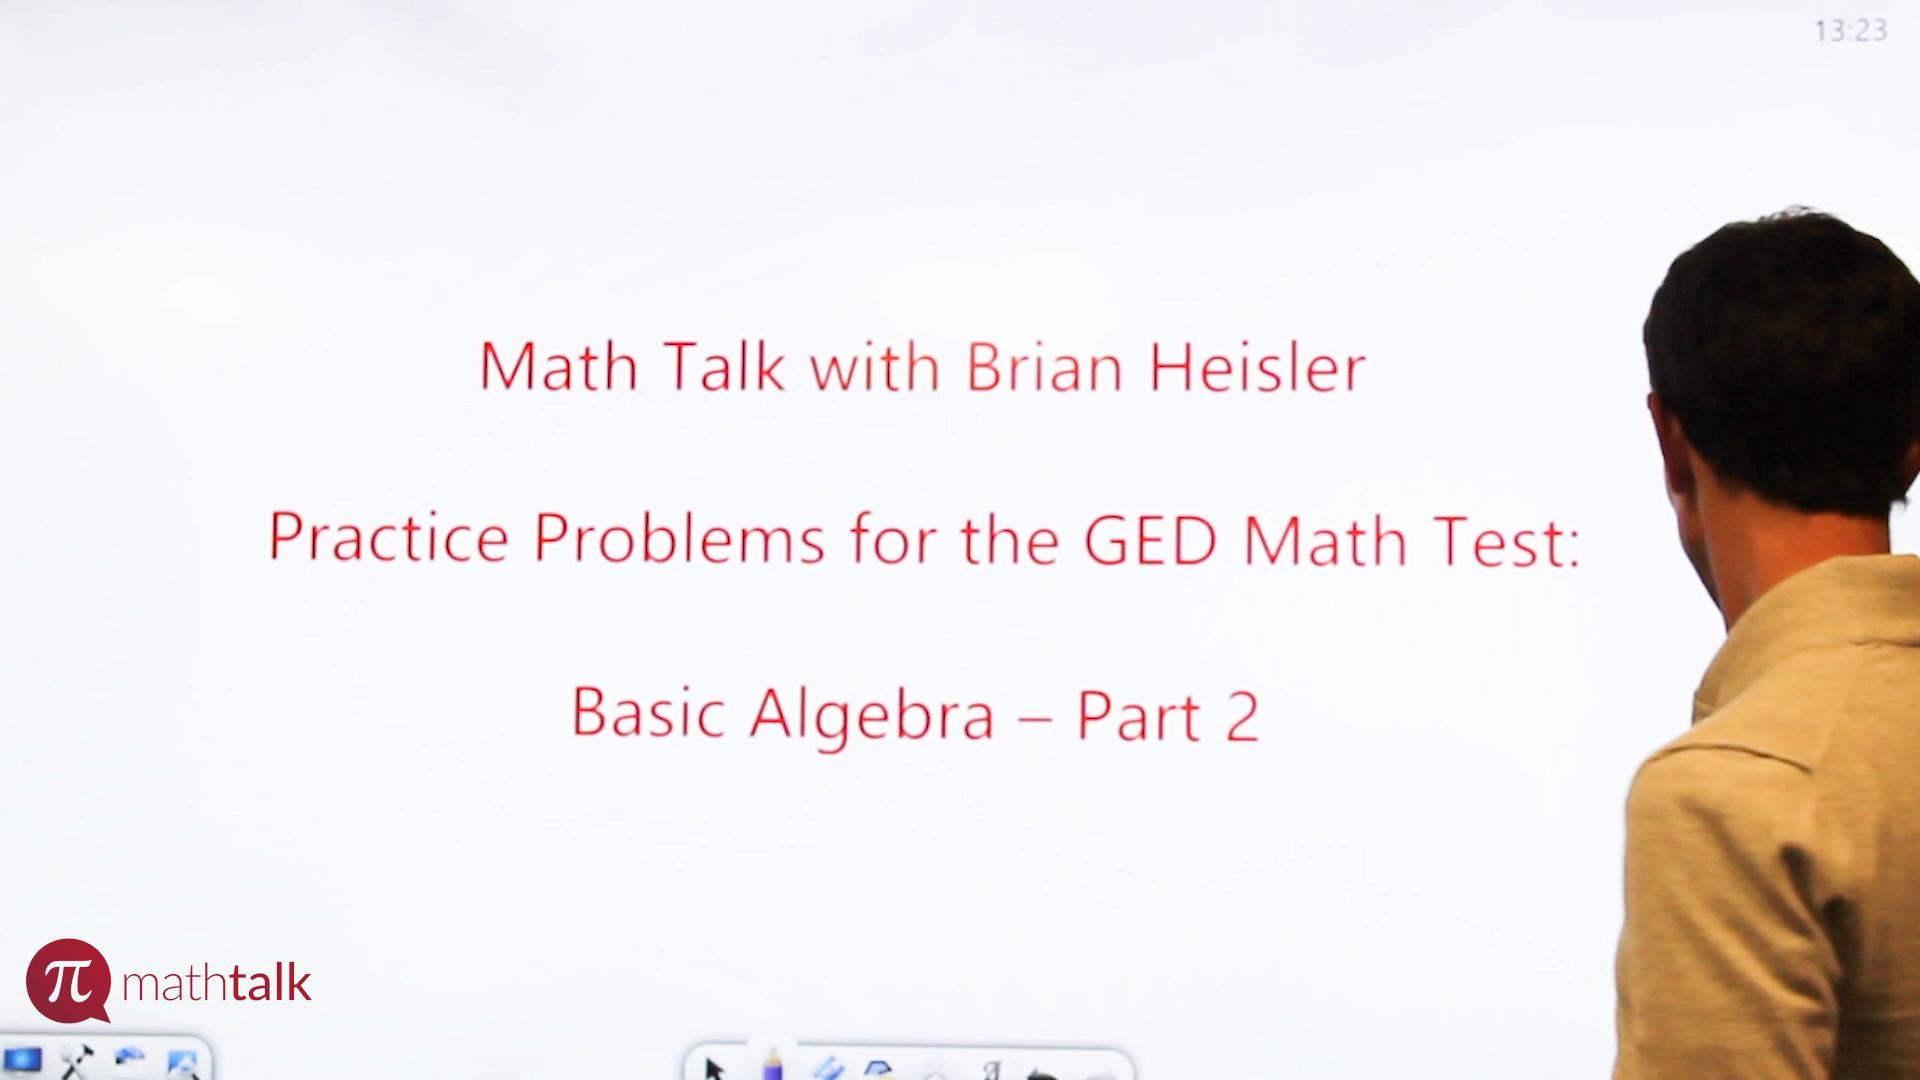 13:23
Math Talk with Brian Heisler
Practice Problems for the GED Math Test:
Basic Algebra – Part 2
π mathtalk